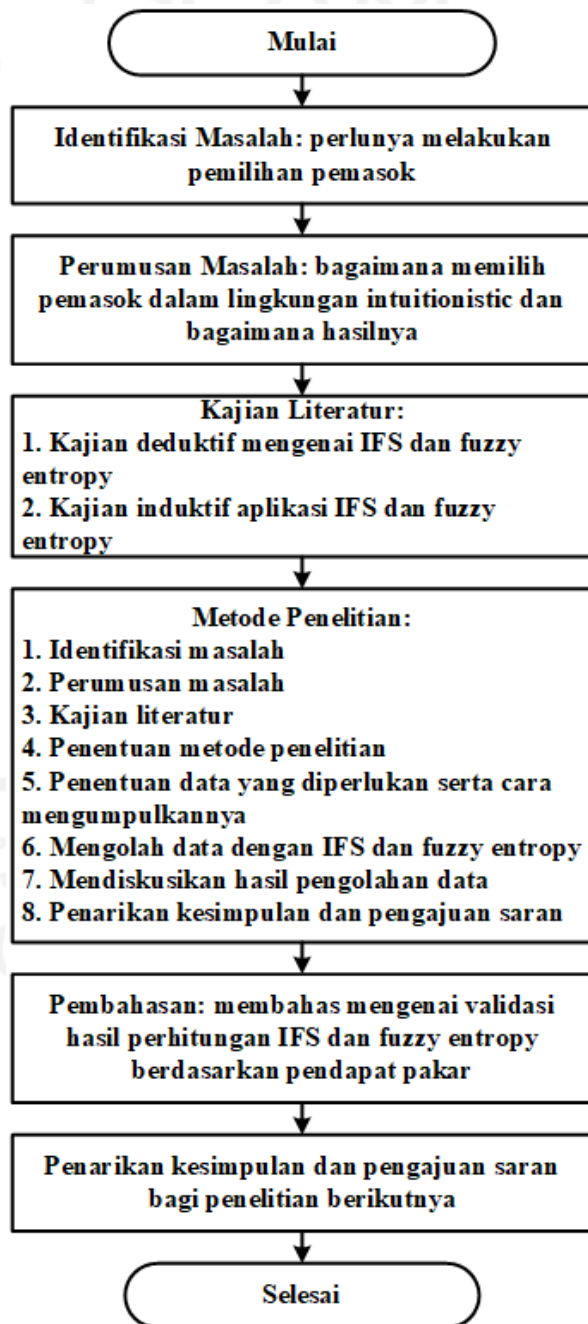 Mulai
Identifikasi Masalah: perlunya melakukan
pemilihan pemasok
Perumusan Masalah: bagaimana memilih
pemasok dalam lingkungan intuitionistic dan
bagaimana hasilnya
Kajian Literatur:
1. Kajian deduktif mengenai IFS dan fuzzy
entropy
2. Kajian induktif aplikasi IFS dan fuzzy
entropy
Metode Penelitian:
1. Identifikasi masalah
2. Perumusan masalah
3. Kajian literatur
4. Penentuan metode penelitian
5. Penentuan data yang diperlukan serta cara
mengumpulkannya
6. Mengolah data dengan IFS dan fuzzy entropy
7. Mendiskusikan hasil pengolahan data
8. Penarikan kesimpulan dan pengajuan saran
Pembahasan: membahas mengenai validasi
hasil perhitungan IFS dan fuzzy entropy
berdasarkan pendapat pakar
Penarikan kesimpulan dan pengajuan saran
bagi penelitian berikutnya
Selesai